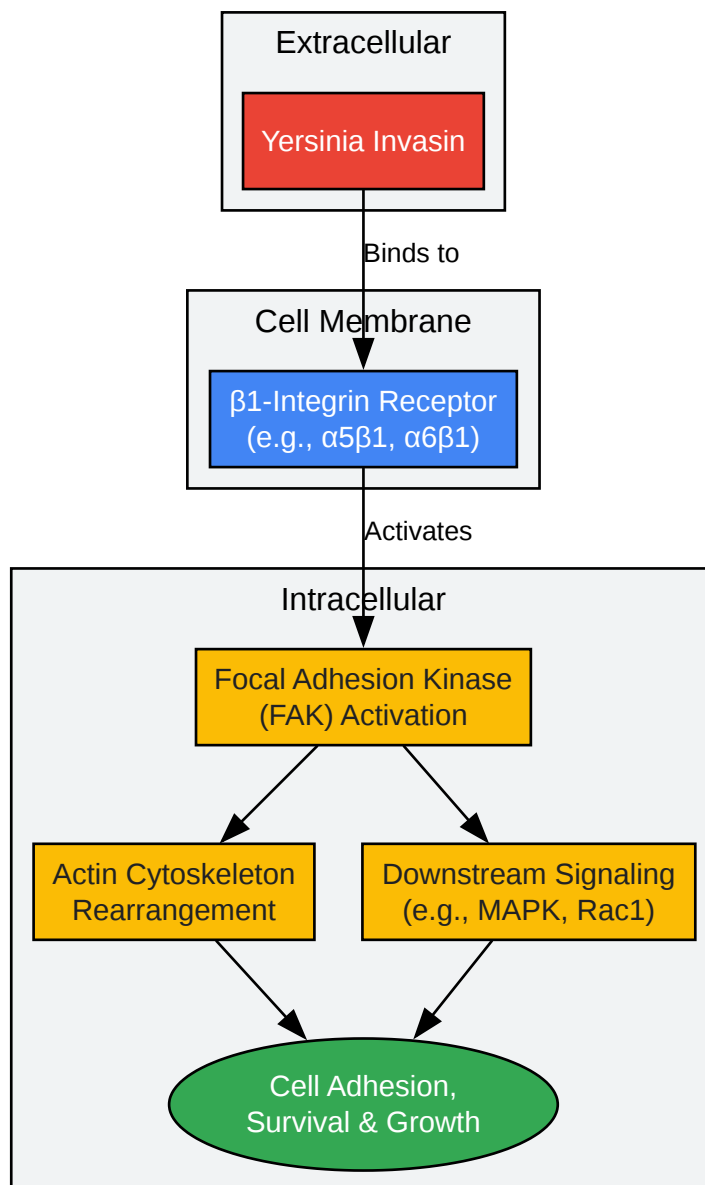 Extracellular
Yersinia Invasin
Binds to
Cell Membrane
β1-Integrin Receptor
(e.g., α5β1, α6β1)
Activates
Intracellular
Focal Adhesion Kinase
(FAK) Activation
Actin Cytoskeleton
Rearrangement
Downstream Signaling
(e.g., MAPK, Rac1)
Cell Adhesion,
Survival & Growth